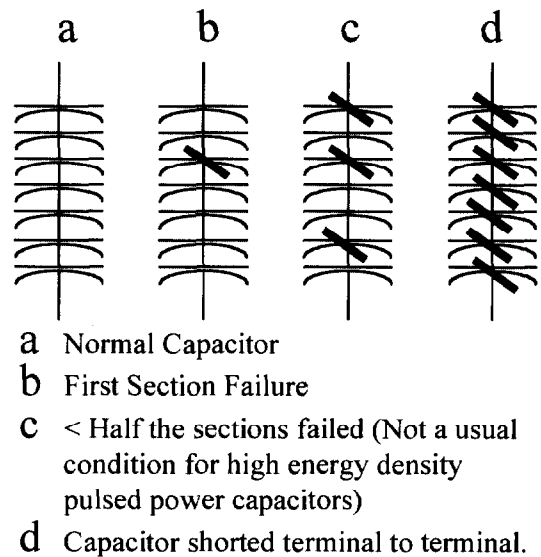 a b c d
a Normal Capacitor
b First Section Failure
c < Half the sections failed (Not a usual
condition for high energy density
pulsed power capacitors)
d Capacitor shorted terminal to terminal.